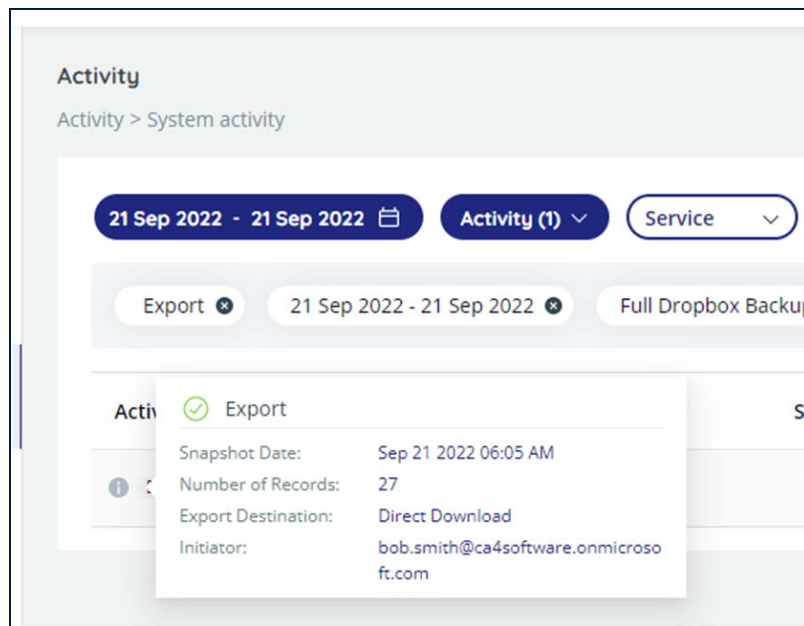 Activity
Activity > System activity
21 Sep 2022 - 21 Sep 2022 Activity (1) Service
Export 21 Sep 2022 - 21 Sep 2022 Full Dropbox Backup
Activ S
Export
Snapshot Date: Sep 21 2022 06:05 AM
Number of Records: 27
Export Destination: Direct Download
Initiator: bob.smith@ca4software.onmicroso
ft.com